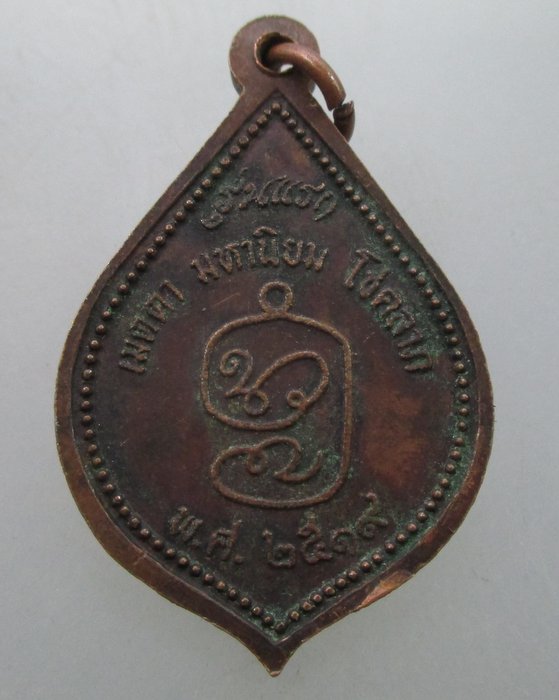 รุ่นแรก
เมตตา มหานิยม โชคลาภ
น
พ.ศ. ๒๕๓๙